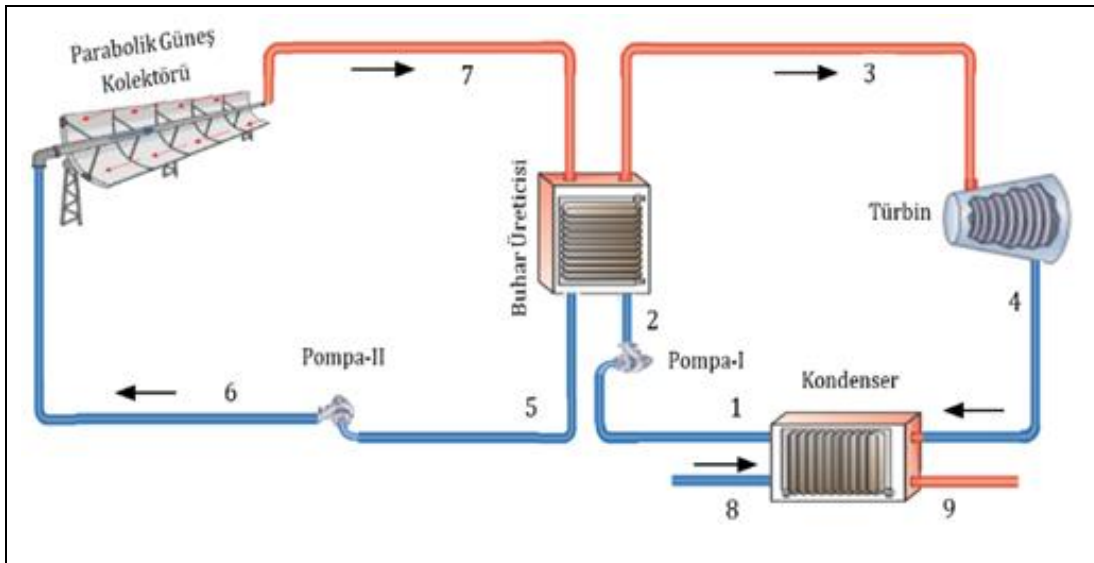 Parabolik Güneş
Kolektörü
7
3
Buhar Üreticisi
Türbin
2
4
Pompa-II
Pompa-I
Kondenser
6
5
1
8
9